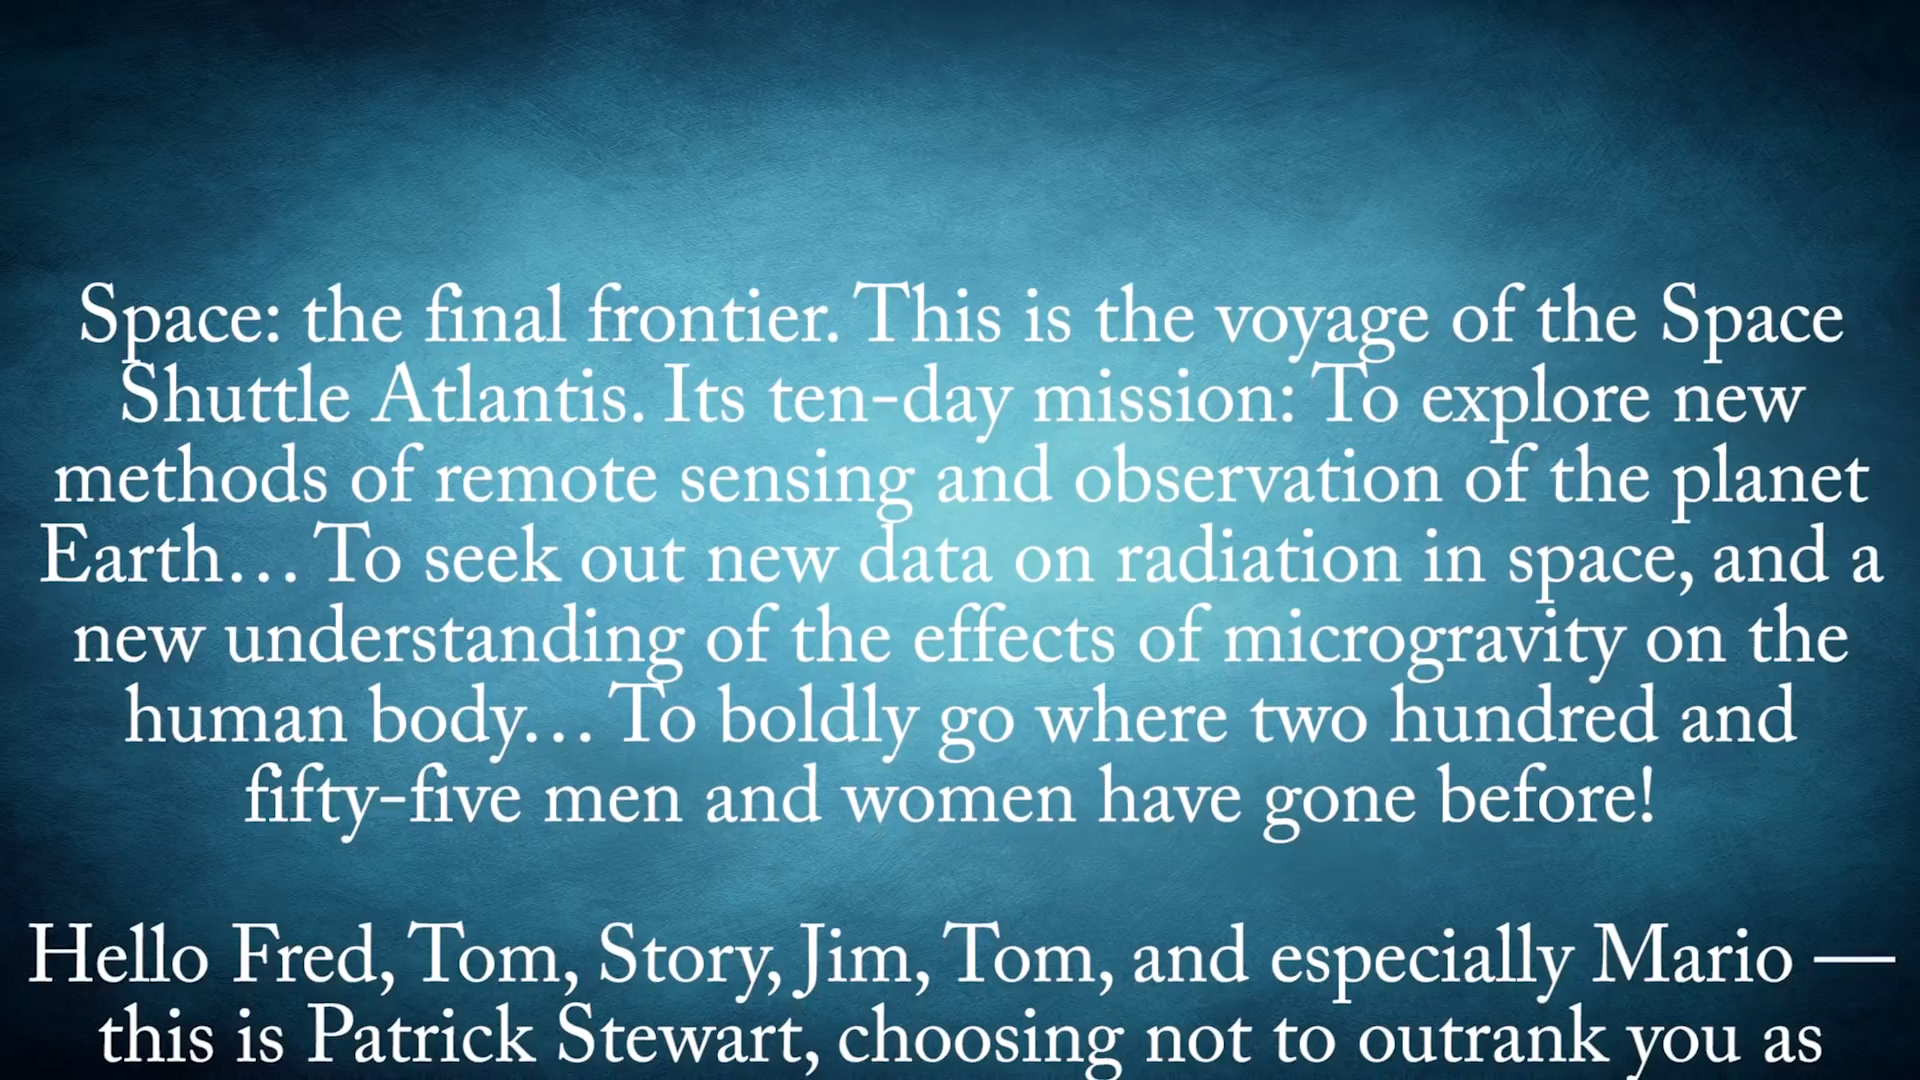 Space: the final frontier. This is the voyage of the Space
Shuttle Atlantis. Its ten-day mission: To explore new
methods of remote sensing and observation of the planet
Earth… To seek out new data on radiation in space, and a
new understanding of the effects of microgravity on the
human body… To boldly go where two hundred and
fifty-five men and women have gone before!
Hello Fred, Tom, Story, Jim, Tom, and especially Mario —
this is Patrick Stewart, choosing not to outrank you as